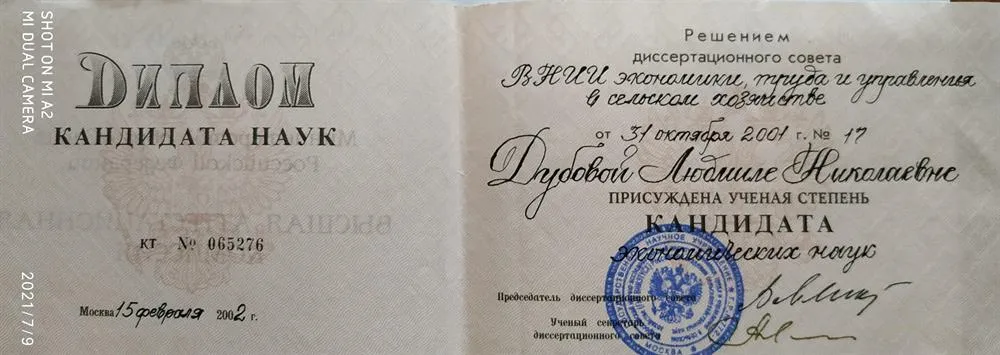 SHOT ON MI A2
MI DUAL CAMERA
2021/7/9
ДИПЛОМ
КАНДИДАТА НАУК
КТ № 065276
Москва 15 февраля 2002 г.
Решением
диссертационного совета
ВНИИ экономики, труда и управления
в сельском хозяйстве
от 31 октября 2001 г. № 17
Дубовой Людмиле Николаевне
ПРИСУЖДЕНА УЧЕНАЯ СТЕПЕНЬ
КАНДИДАТА
экономических наук
Председатель диссертационного совета
Ученый секретарь
диссертационного совета
МОСКВА